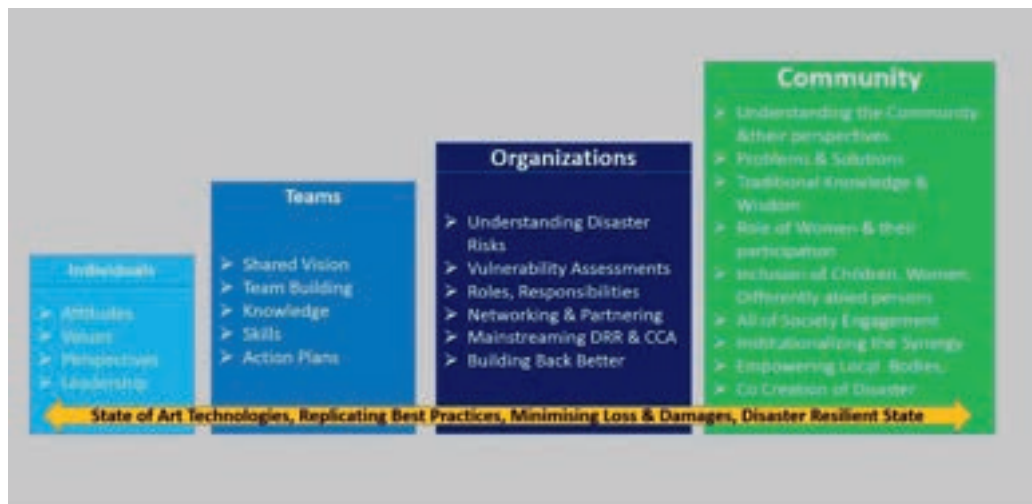 Individuals
➢ Attitudes
➢ Values
➢ Perspectives
➢ Leadership
Teams
➢ Shared Vision
➢ Team Building
➢ Knowledge
➢ Skills
➢ Action Plans
Organizations
➢ Understanding Disaster
Risks
➢ Vulnerability Assessments
➢ Roles, Responsibilities
➢ Networking & Partnering
➢ Mainstreaming DRR & CCA
➢ Building Back Better
Community
➢ Understanding the Community
&their perspectives
➢ Problems & Solutions
➢ Traditional Knowledge &
Wisdom
➢ Role of Women & their
participation
➢ Inclusion of Children, Women,
Differently abled persons
➢ All of Society Engagement
➢ Institutionalizing the Synergy
➢ Empowering Local Bodies,
➢ Co Creation of Disaster
State of Art Technologies, Replicating Best Practices, Minimising Loss & Damages, Disaster Resilient State